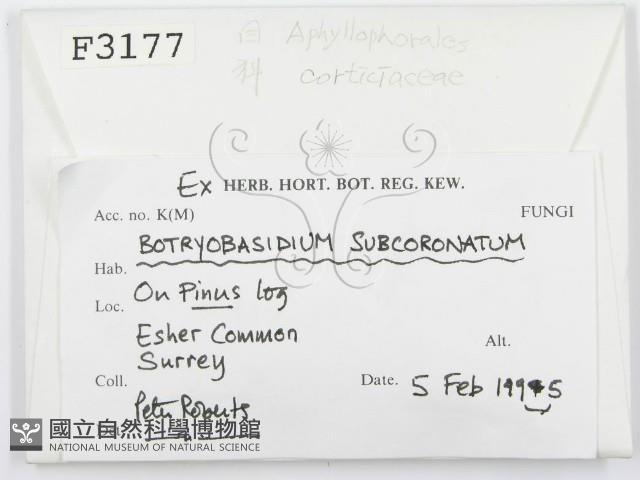 F3177
目 Aphyllophorales
科 Corticiaceae
Ex HERB. HORT. BOT. REG. KEW.
Acc. no. K(M) FUNGI
BOTRYOBASIDIUM SUBCORONATUM
Hab.
On Pinus log
Loc.
Esher Common
Surrey
Alt.
Coll.
Date. 5 Feb 1995
Peter Roberts
國立自然科學博物館
NATIONAL MUSEUM OF NATURAL SCIENCE